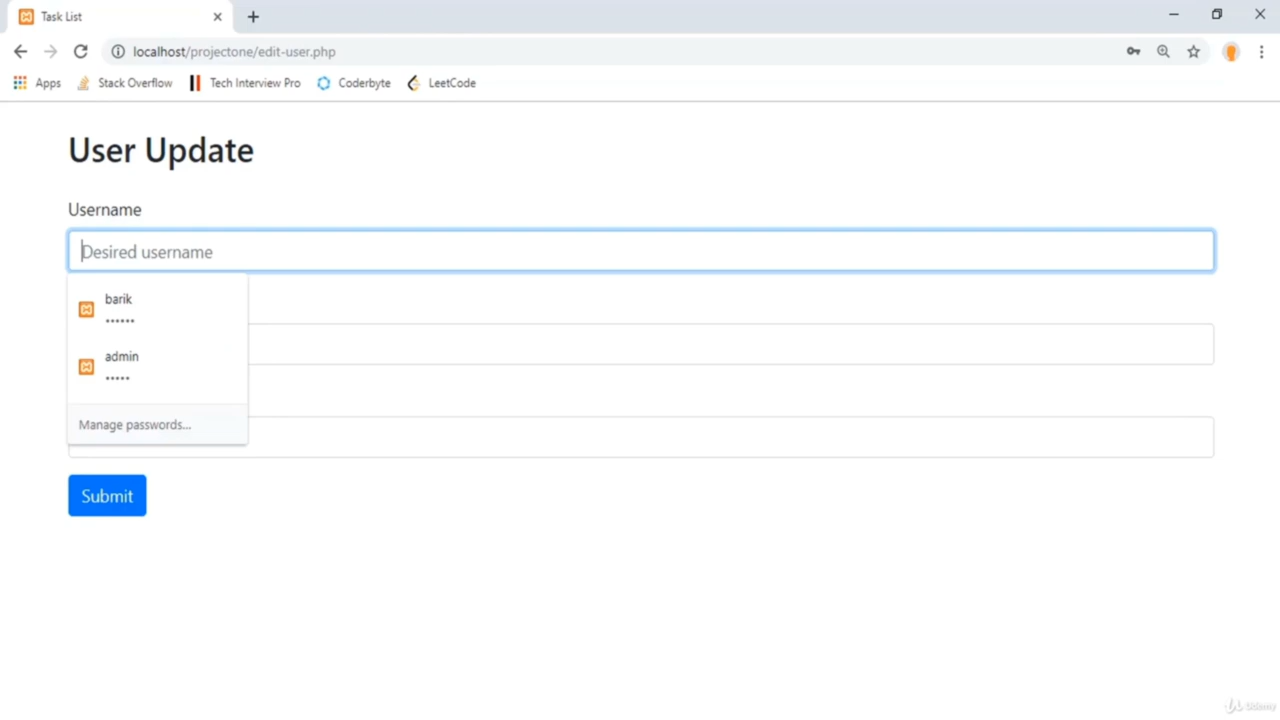 Task List
localhost/projectone/edit-user.php
Apps Stack Overflow Tech Interview Pro Coderbyte LeetCode
User Update
Username
Desired username
barik
••••••
admin
•••••
Manage passwords...
Submit
Udemy